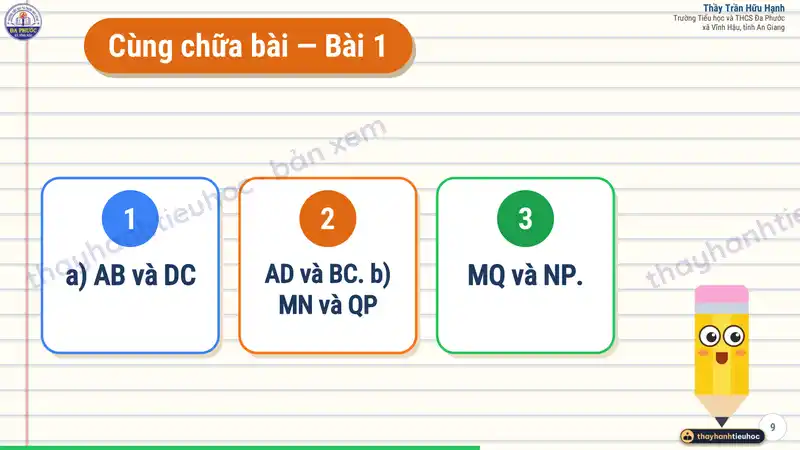 Thầy Trần Hữu Hạnh
Trường Tiểu học và THCS Đa Phước
xã Vĩnh Hậu, tỉnh An Giang
ĐA PHƯỚC
Cùng chữa bài – Bài 1
thayhanhtieuhoc - bản xem
1
a) AB và DC
2
AD và BC. b)
MN và QP
3
MQ và NP.
thayhanhtie
thayhanhtieuhoc
9